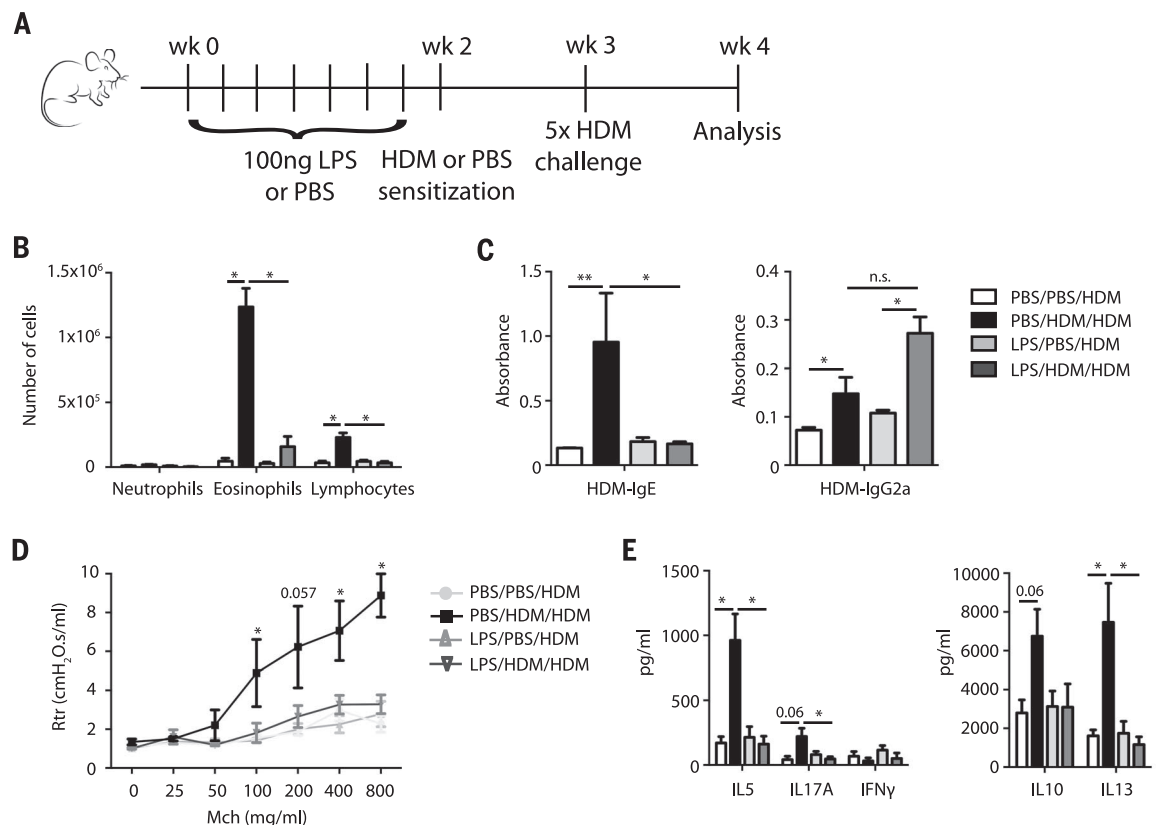 A
wk 0
wk 2
wk 3
wk 4
100ng LPS
or PBS
HDM or PBS
sensitization
5x HDM
challenge
Analysis
B
Number of cells
1.5x10⁶
1x10⁶
5x10⁵
0
* *
* *
Neutrophils Eosinophils Lymphocytes
C
Absorbance
1.5
1.0
0.5
0
** *
HDM-IgE
Absorbance
0.4
0.3
0.2
0.1
0
n.s.
*
*
HDM-IgG2a
PBS/PBS/HDM
PBS/HDM/HDM
LPS/PBS/HDM
LPS/HDM/HDM
D
Rtr (cmH₂O.s/ml)
10
8
6
4
2
0
*
0.057
*
*
0 25 50 100 200 400 800
Mch (mg/ml)
PBS/PBS/HDM
PBS/HDM/HDM
LPS/PBS/HDM
LPS/HDM/HDM
E
pg/ml
1500
1000
500
0
* *
0.06 *
IL5 IL17A IFNγ
pg/ml
10000
8000
6000
4000
2000
0
0.06
* *
IL10 IL13